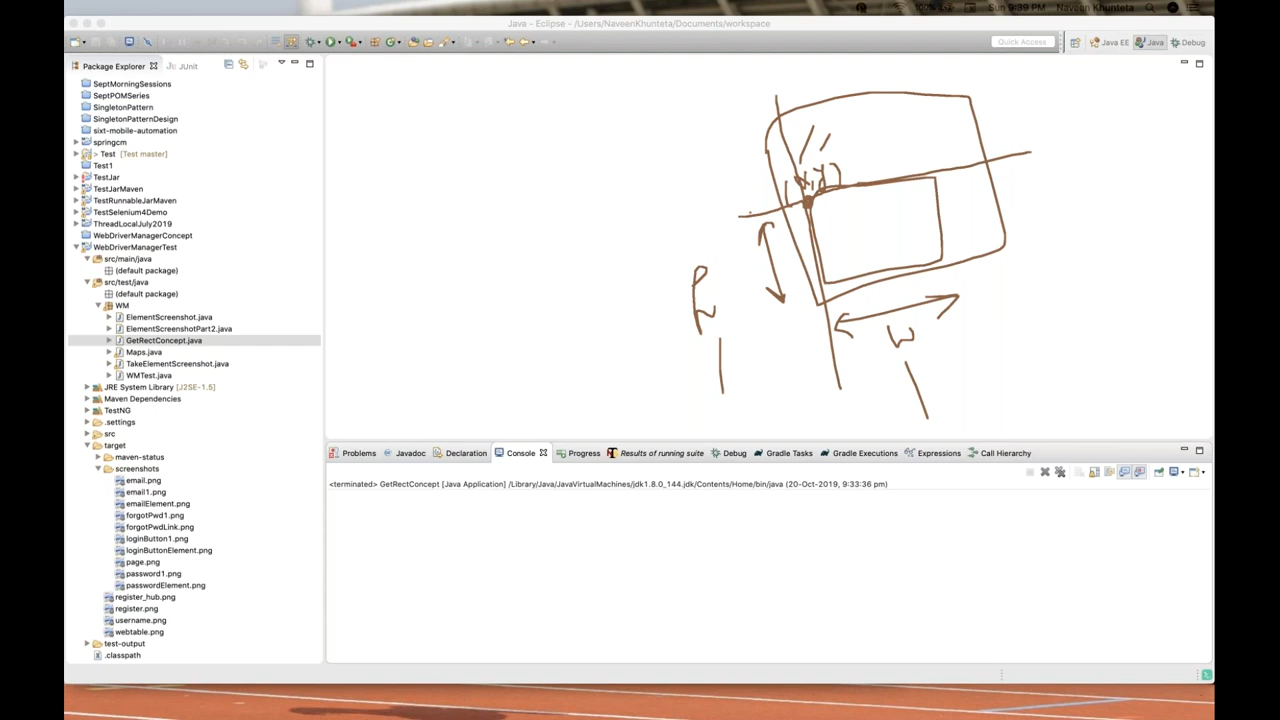 100%
Sun 9:39 PM
Naveen Khunteta
Java - Eclipse - /Users/NaveenKhunteta/Documents/workspace
Quick Access
Java EE
Java
Debug
Package Explorer
JUnit
SeptMorningSessions
SeptPOMSeries
SingletonPattern
SingletonPatternDesign
sixt-mobile-automation
springcm
> Test [Test master]
Test1
TestJar
TestJarMaven
TestRunnableJarMaven
TestSelenium4Demo
ThreadLocalJuly2019
WebDriverManagerConcept
WebDriverManagerTest
src/main/java
(default package)
src/test/java
(default package)
WM
ElementScreenshot.java
ElementScreenshotPart2.java
GetRectConcept.java
Maps.java
TakeElementScreenshot.java
WMTest.java
JRE System Library [J2SE-1.5]
Maven Dependencies
TestNG
.settings
src
target
maven-status
screenshots
email.png
email1.png
emailElement.png
forgotPwd1.png
forgotPwdLink.png
loginButton1.png
loginButtonElement.png
page.png
password1.png
passwordElement.png
register_hub.png
register.png
username.png
webtable.png
test-output
.classpath
(x,y)
h
w
Problems
Javadoc
Declaration
Console
Progress
Results of running suite
Debug
Gradle Tasks
Gradle Executions
Expressions
Call Hierarchy
<terminated> GetRectConcept [Java Application] /Library/Java/JavaVirtualMachines/jdk1.8.0_144.jdk/Contents/Home/bin/java (20-Oct-2019, 9:33:36 pm)